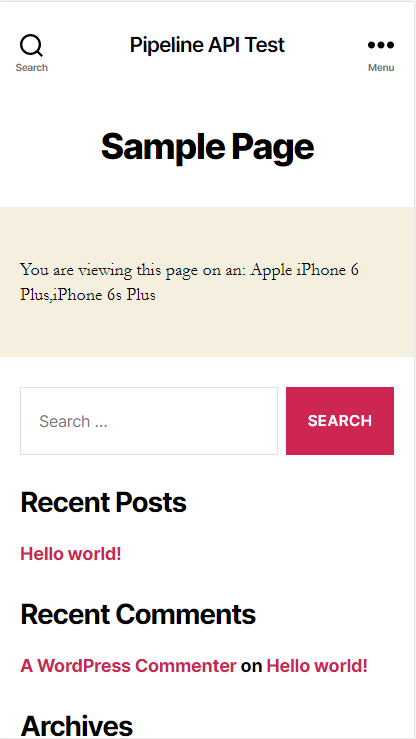 Pipeline API Test
Search
Menu
Sample Page
You are viewing this page on an: Apple iPhone 6
Plus,iPhone 6s Plus
Search …
SEARCH
Recent Posts
Hello world!
Recent Comments
A WordPress Commenter on Hello world!
Archives